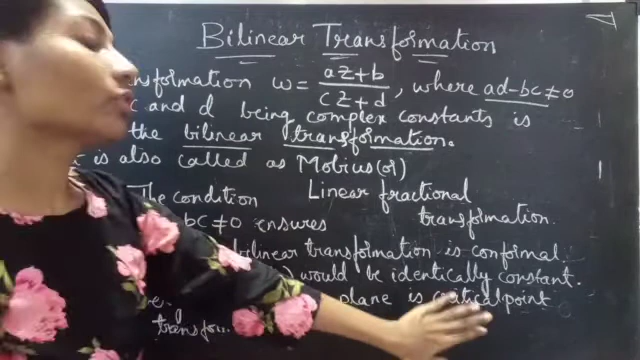 Bilinear Transformation
nsformation w = az+b / cz+d , where ad-bc≠0
c and d being complex constants is
the bilinear transformation.
is also called as Mobius (or)
The condition Linear fractional
bc≠0 ensures transformation.
bilinear transformation is conformal.
would be identically constant.
plane is critical point
transfor